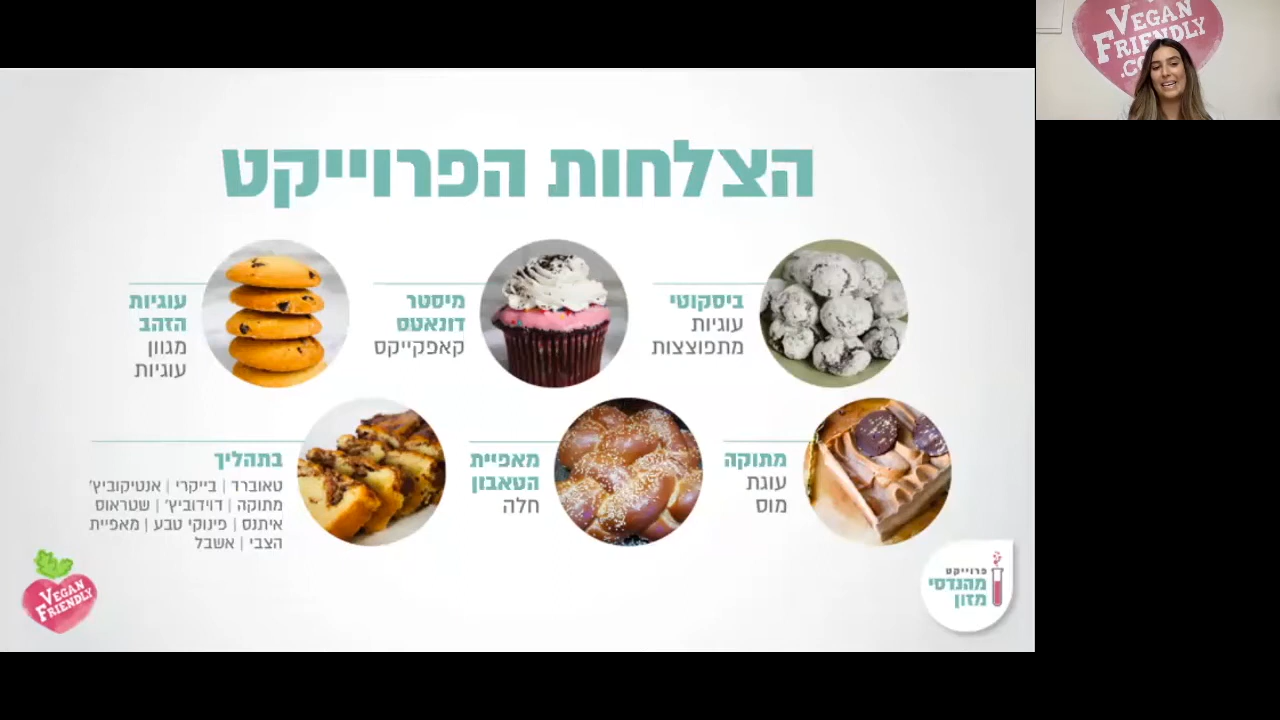 הצלחות הפרוייקט
ביסקוטי
עוגיות
מתפוצצות
מיסטר
דונאטס
קאפקייקס
עוגיות
הזהב
מגוון
עוגיות
מתוקה
עוגת
מוס
מאפיית
הטאבון
חלה
בתהליך
טאוברד | בייקרי | אנטיקוביץ'
מתוקה | דוידוביץ' | שטראוס
איתנס | פינוקי טבע | מאפיית
הצבי | אשבל
פרוייקט
מהנדסי
מזון
VEGAN
FRIENDLY
VEGAN
FRIENDLY